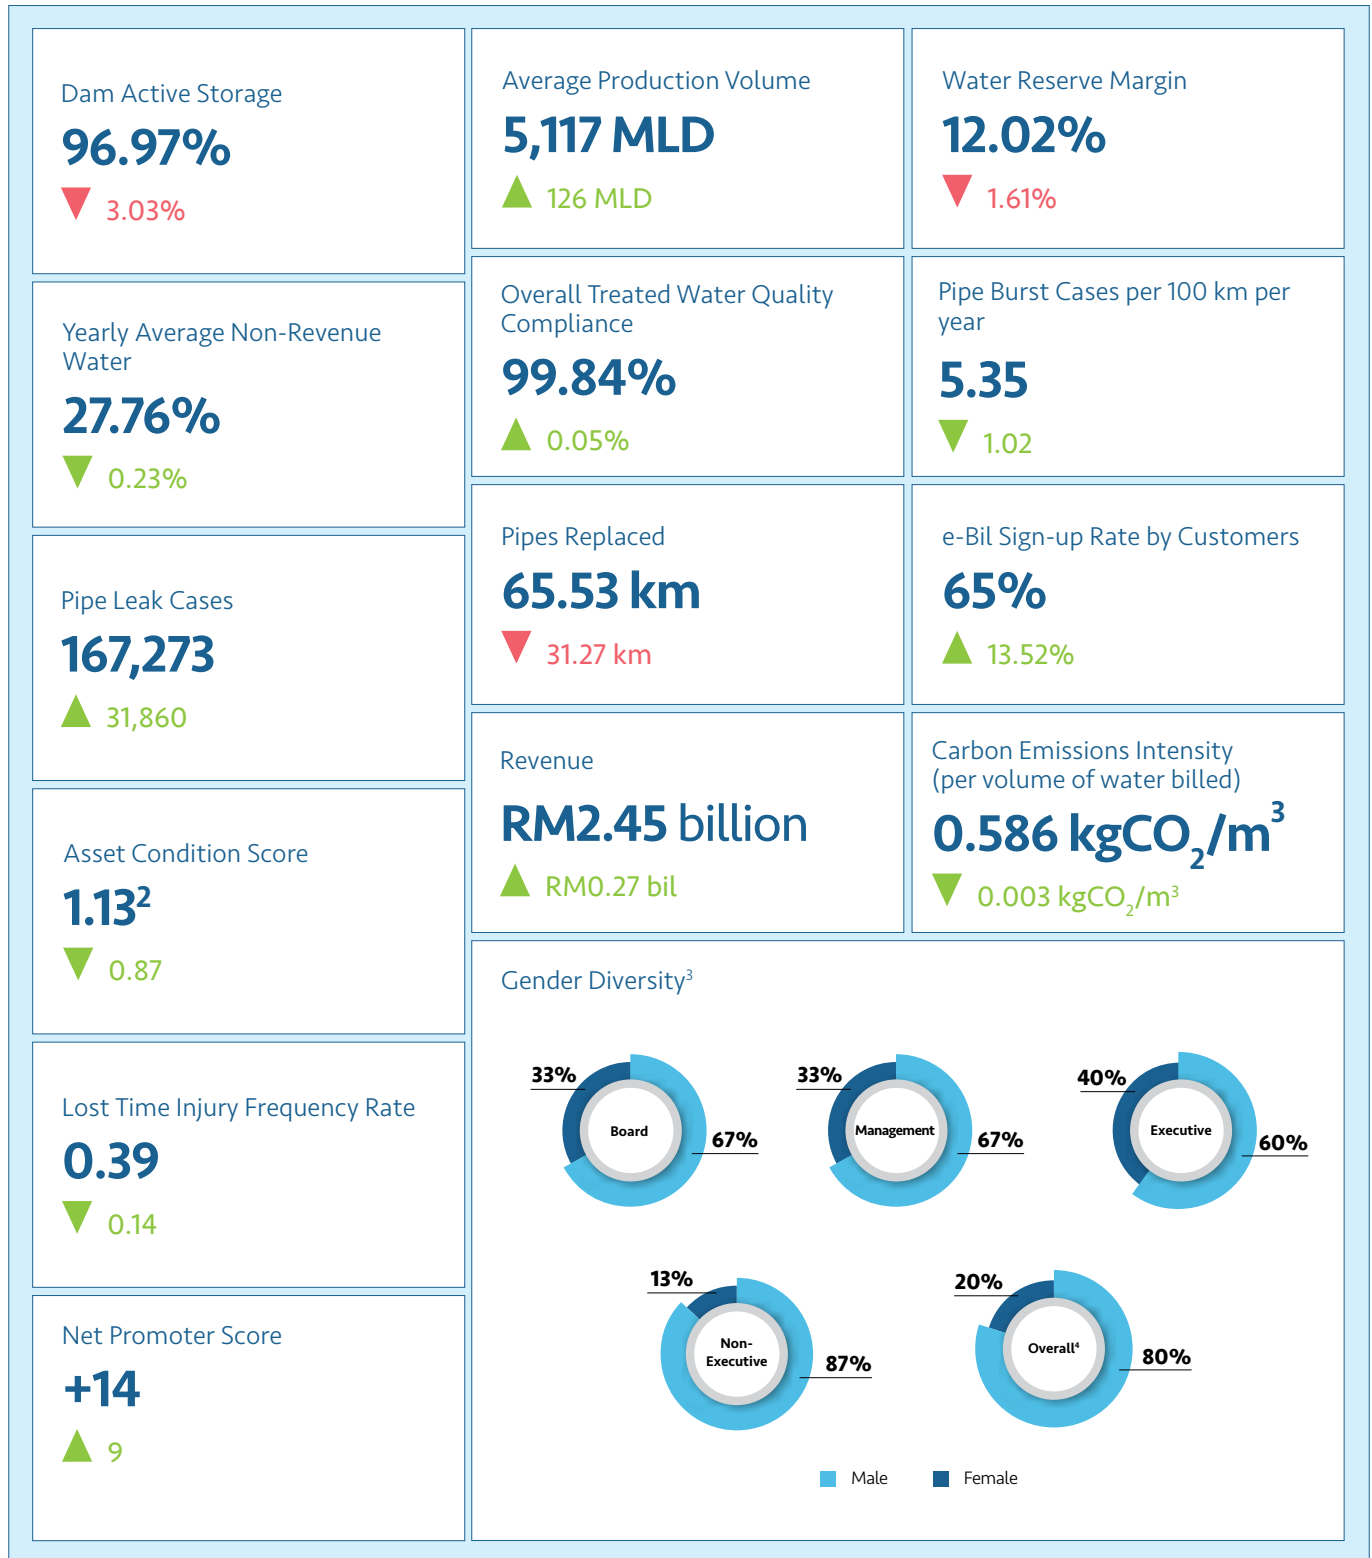 Dam Active Storage
96.97%
▼ 3.03%
Yearly Average Non-Revenue
Water
27.76%
▼ 0.23%
Pipe Leak Cases
167,273
▲ 31,860
Asset Condition Score
1.13²
▼ 0.87
Lost Time Injury Frequency Rate
0.39
▼ 0.14
Net Promoter Score
+14
▲ 9
Average Production Volume
5,117 MLD
▲ 126 MLD
Water Reserve Margin
12.02%
▼ 1.61%
Overall Treated Water Quality
Compliance
99.84%
▲ 0.05%
Pipe Burst Cases per 100 km per
year
5.35
▼ 1.02
Pipes Replaced
65.53 km
▼ 31.27 km
e-Bil Sign-up Rate by Customers
65%
▲ 13.52%
Revenue
RM2.45 billion
▲ RM0.27 bil
Carbon Emissions Intensity
(per volume of water billed)
0.586 kgCO₂/m³
▼ 0.003 kgCO₂/m³
Gender Diversity³
33%
Board
67%
33%
Management
67%
40%
Executive
60%
13%
Non-
Executive
87%
20%
Overall⁴
80%
Male
Female